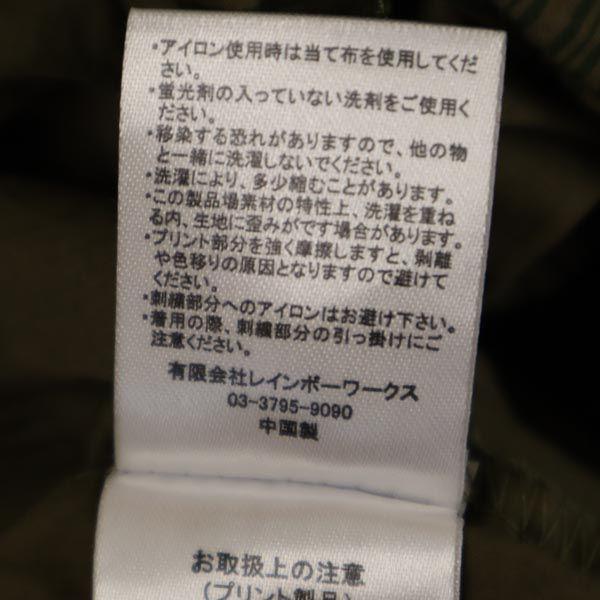 ・アイロン使用時は当て布を使用してくだ
さい。
・蛍光剤の入っていない洗剤をご使用く
ださい。
・移染する恐れがありますので、他の物
と一緒に洗濯しないでください。
・洗濯により、多少縮むことがあります。
・この製品場素材の特性上、洗濯を重ね
る内、生地に歪みがです場合があります。
・プリント部分を強く摩擦しますと、剥離
や色移りの原因となりますので避けて
ください。
・刺繍部分へのアイロンはお避け下さい。
・着用の際、刺繍部分の引っ掛けにご
注意ください。
有限会社レインボーワークス
03-3795-9090
中國製
お取扱上の注意
(プリント製品)